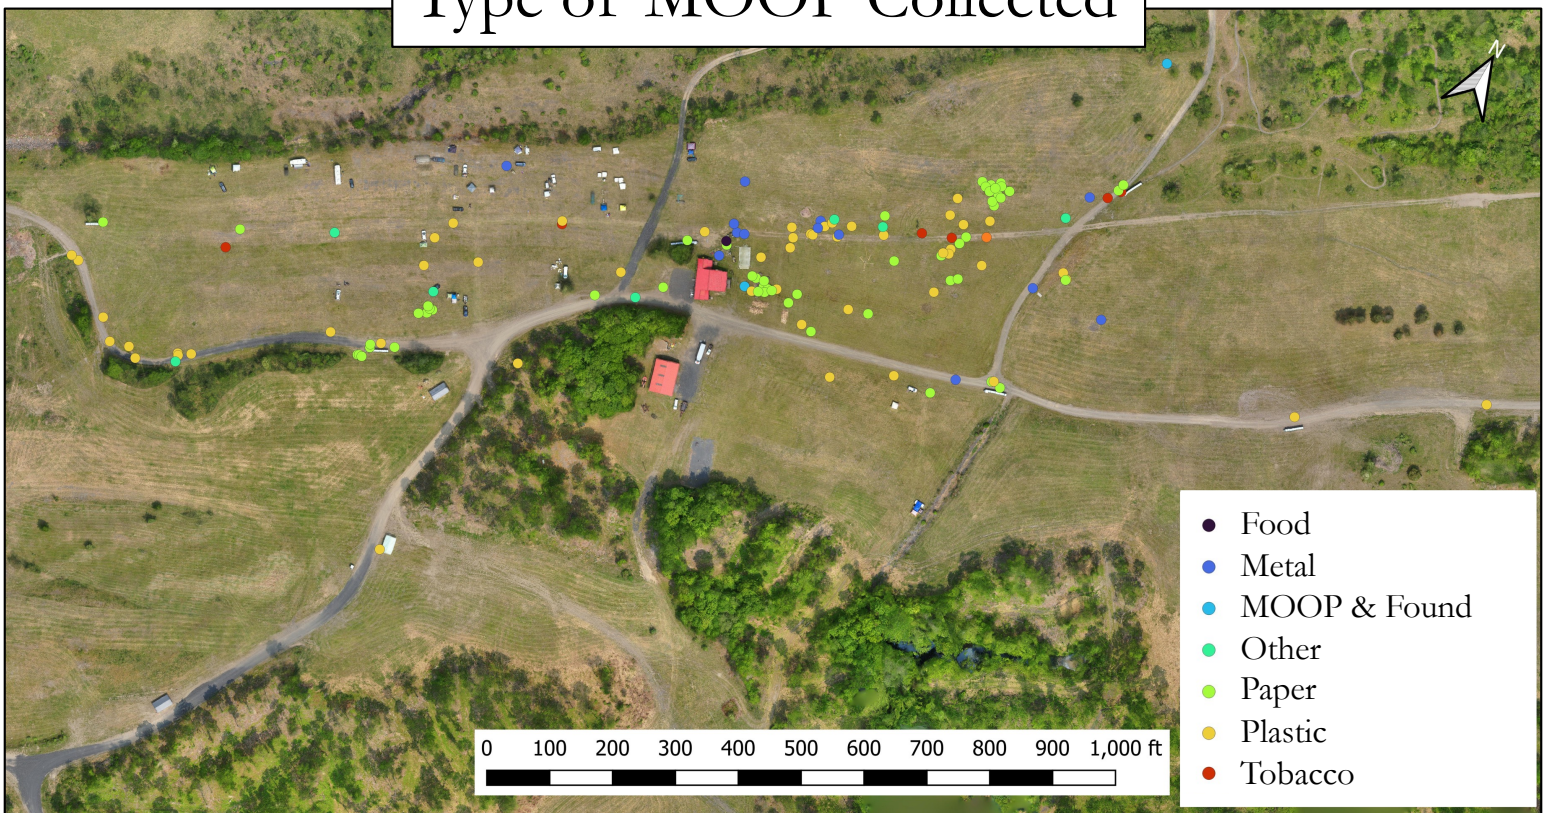 Type of MOOP Collected
N
Food
Metal
MOOP & Found
Other
Paper
Plastic
Tobacco
0 100 200 300 400 500 600 700 800 900 1,000 ft